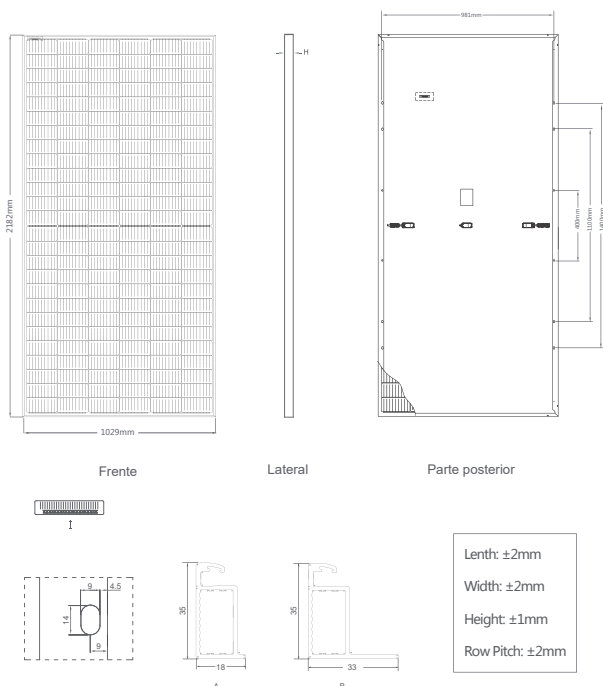 981mm
H
2182mm
400mm
1100mm
1400mm
1029mm
Frente
Lateral
Parte posterior
9
4.5
14
9
35
18
A
35
33
B
Lenth: ±2mm
Width: ±2mm
Height: ±1mm
Row Pitch: ±2mm